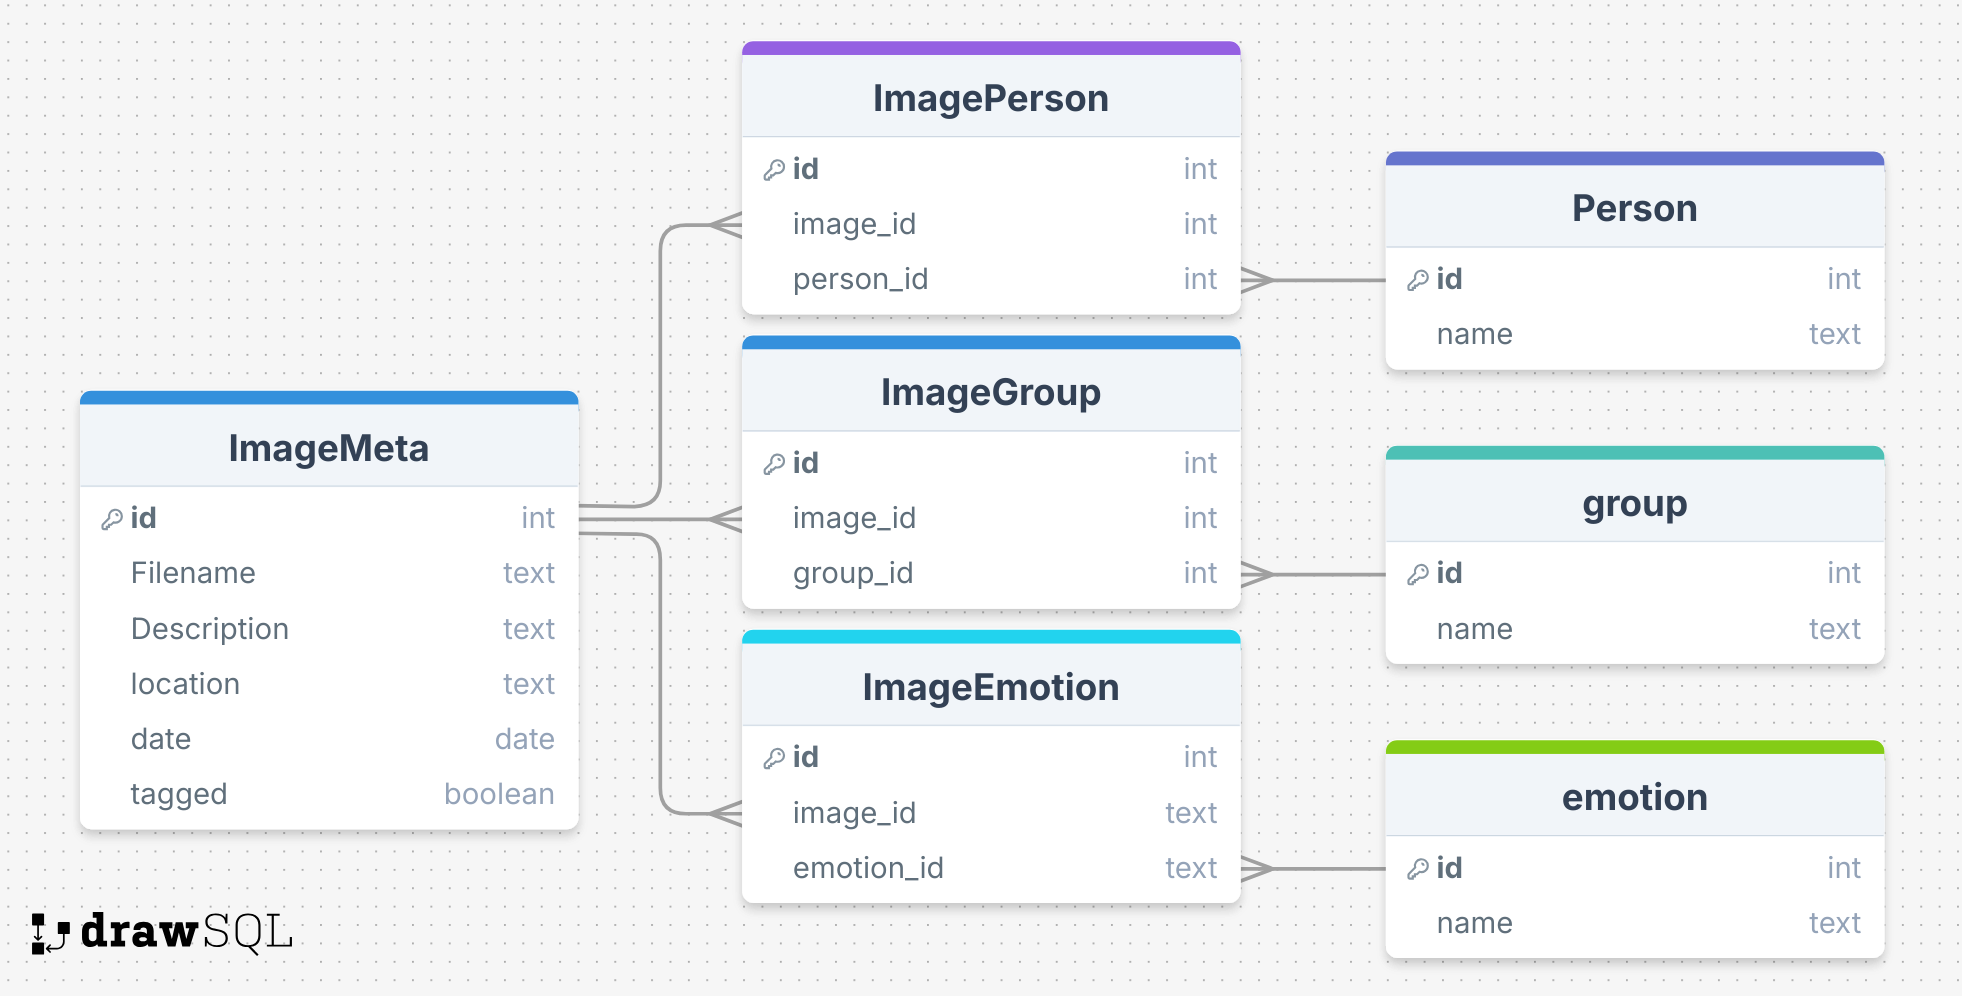 ImagePerson
id int
image_id int
person_id int
Person
id int
name text
ImageGroup
id int
image_id int
group_id int
ImageMeta
id int
Filename text
Description text
location text
date date
tagged boolean
group
id int
name text
ImageEmotion
id int
image_id text
emotion_id text
emotion
id int
name text
drawSQL